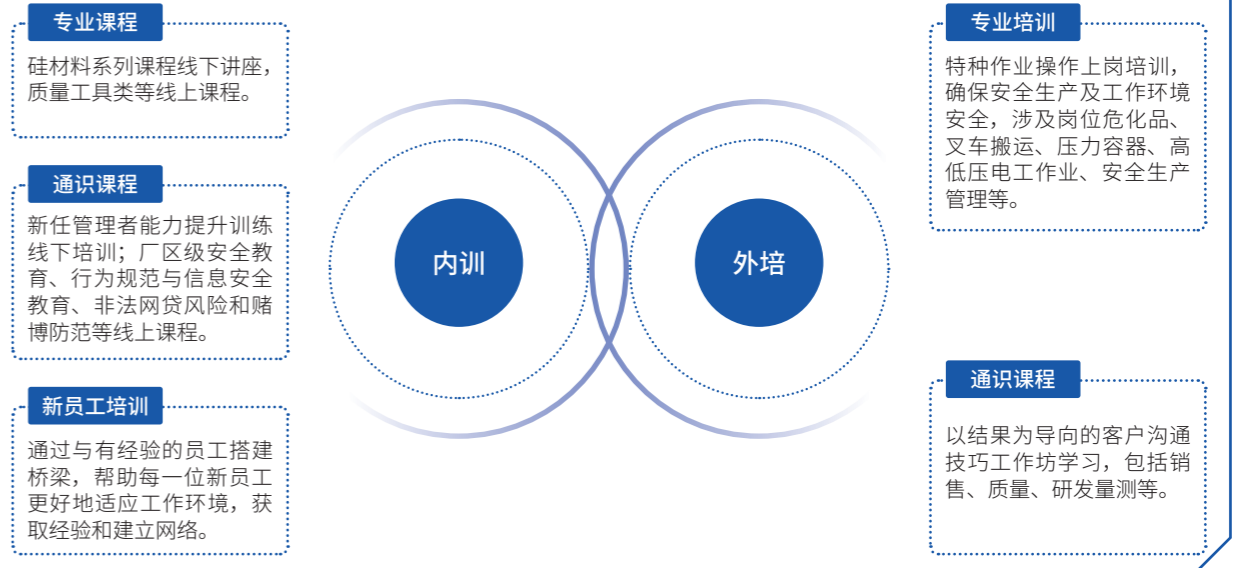 专业课程
硅材料系列课程线下讲座，
质量工具类等线上课程。
通识课程
新任管理者能力提升训练
线下培训；厂区级安全教
育、行为规范与信息安全
教育、非法网贷风险和赌
博防范等线上课程。
新员工培训
通过与有经验的员工搭建
桥梁，帮助每一位新员工
更好地适应工作环境，获
取经验和建立网络。
内训
外培
专业培训
特种作业操作上岗培训，
确保安全生产及工作环境
安全，涉及岗位危化品、
叉车搬运、压力容器、高
低压电工作业、安全生产
管理等。
通识课程
以结果为导向的客户沟通
技巧工作坊学习，包括销
售、质量、研发量测等。